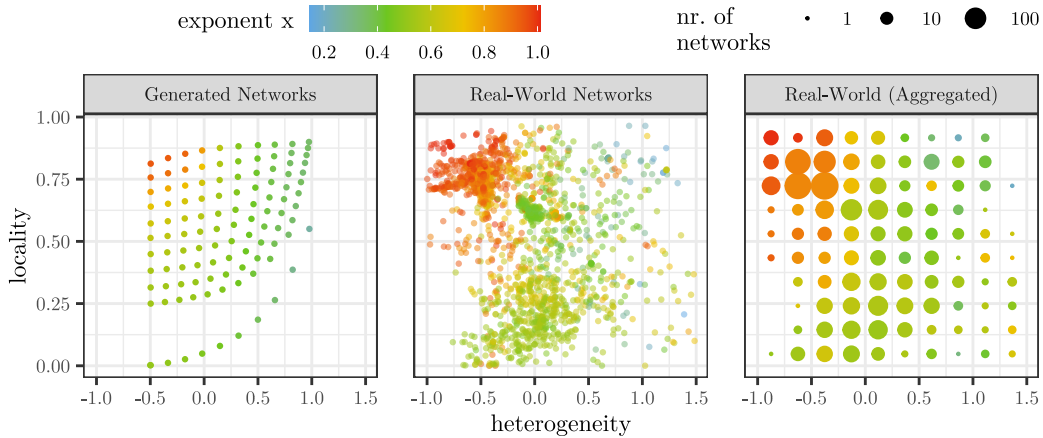 exponent x
0.2 0.4 0.6 0.8 1.0
nr. of
networks
1 10 100
Generated Networks
Real-World Networks
Real-World (Aggregated)
locality
1.00
0.75
0.50
0.25
0.00
-1.0 -0.5 0.0 0.5 1.0 1.5
-1.0 -0.5 0.0 0.5 1.0 1.5
-1.0 -0.5 0.0 0.5 1.0 1.5
heterogeneity